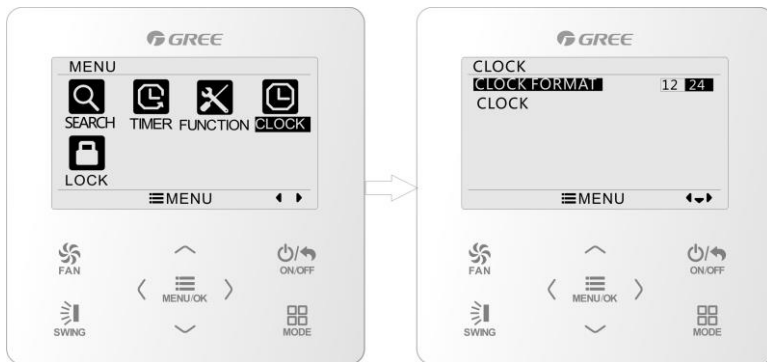 GREE
MENU
SEARCH TIMER FUNCTION CLOCK
LOCK
MENU
FAN
ON/OFF
MENU/OK
SWING
MODE
GREE
CLOCK
CLOCK FORMAT 12 24
CLOCK
MENU
FAN
ON/OFF
MENU/OK
SWING
MODE